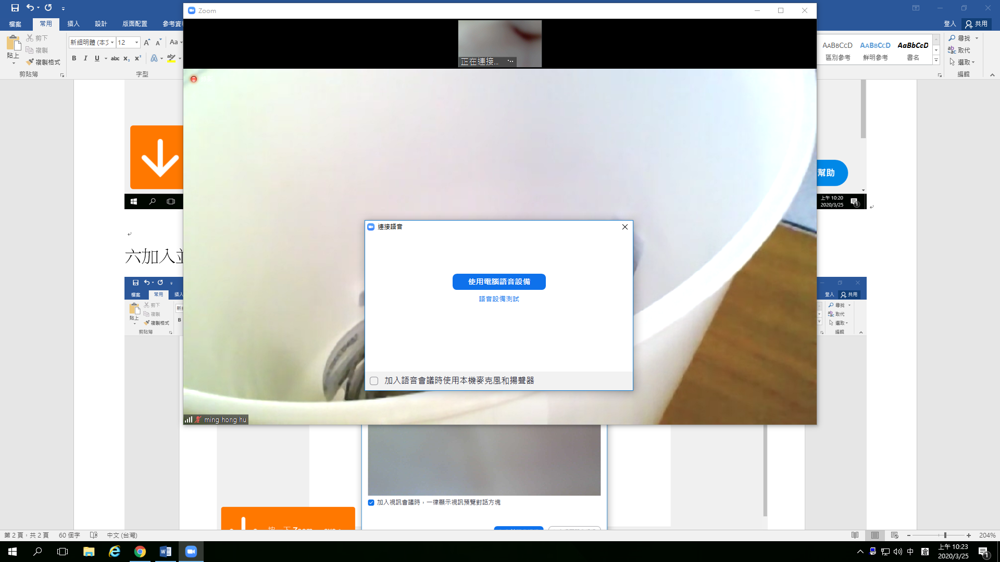 Zoom
檔案
常用
插入
設計
版面配置
登入
共用
貼上
剪下
複製
複製格式
剪貼簿
新細明體 (本文
12
Aa
B I U abc x₂ x² A
字型
AaBbCcD
AaBbCcD
AaBbCcD
區別參考
鮮明參考
書名
尋找
取代
選取
編輯
正在連接...
幫助
上午 10:20
2020/3/25
1
六加入
連接語音
使用電腦語音設備
語音設備測試
加入語音會議時使用本機麥克風和揚聲器
ming hong hu
檔案
常用
貼上
剪下
複製
複製格式
剪貼簿
B
登入
共用
尋找
取代
選取
編輯
加入視訊會議時，一律顯示視訊預覽對話方塊
第 2 頁，共 2 頁
60 個字
中文 (台灣)
204%
中
上午 10:23
2020/3/25
1